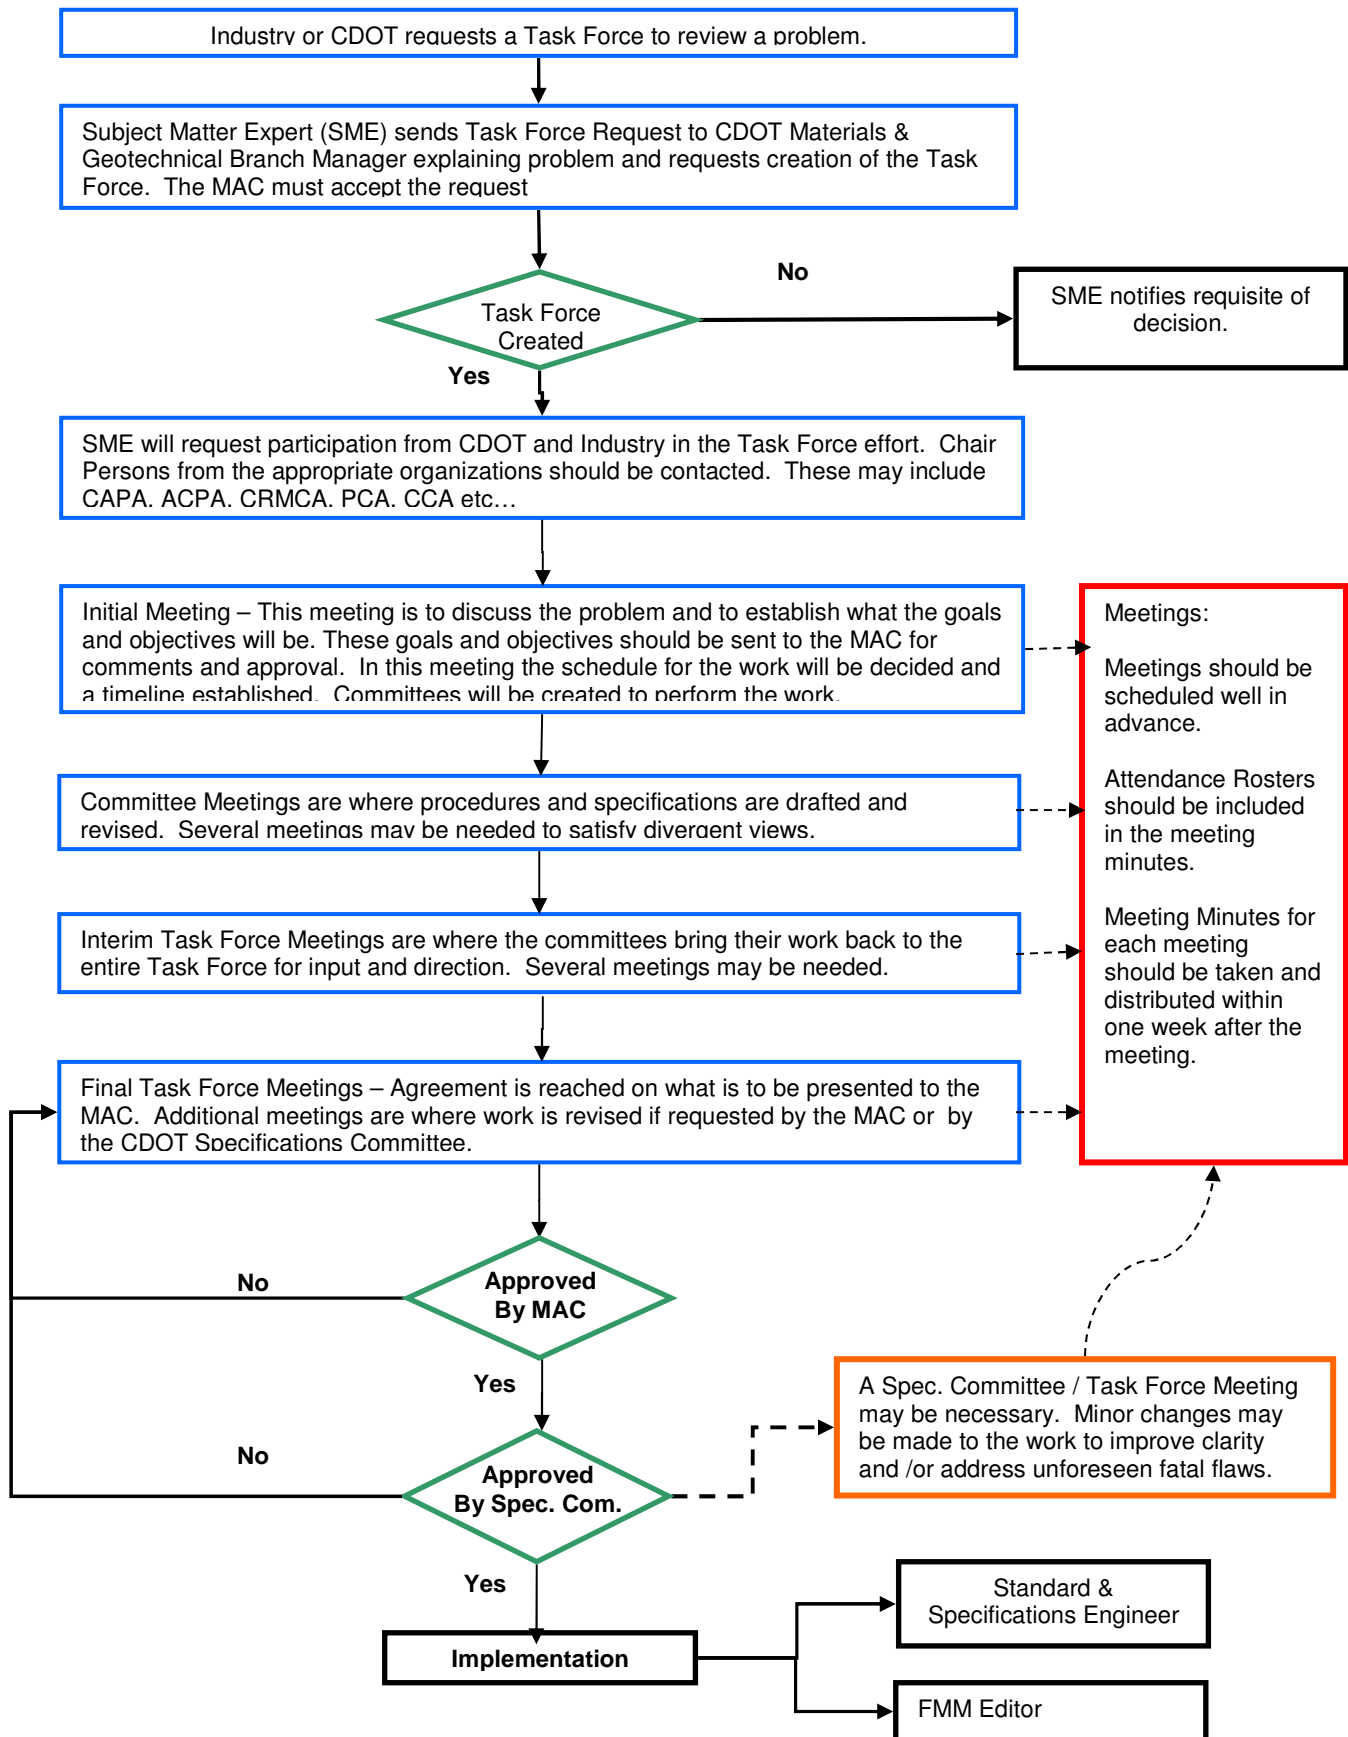 Industry or CDOT requests a Task Force to review a problem.
Subject Matter Expert (SME) sends Task Force Request to CDOT Materials &
Geotechnical Branch Manager explaining problem and requests creation of the Task
Force.  The MAC must accept the request
No
Task Force
Created
SME notifies requisite of
decision.
Yes
SME will request participation from CDOT and Industry in the Task Force effort.  Chair
Persons from the appropriate organizations should be contacted.  These may include
CAPA, ACPA, CRMCA, PCA, CCA etc…
Initial Meeting – This meeting is to discuss the problem and to establish what the goals
and objectives will be. These goals and objectives should be sent to the MAC for
comments and approval.  In this meeting the schedule for the work will be decided and
a timeline established.  Committees will be created to perform the work.
Meetings:
Meetings should be
scheduled well in
advance.
Attendance Rosters
should be included
in the meeting
minutes.
Meeting Minutes for
each meeting
should be taken and
distributed within
one week after the
meeting.
Committee Meetings are where procedures and specifications are drafted and
revised.  Several meetings may be needed to satisfy divergent views.
Interim Task Force Meetings are where the committees bring their work back to the
entire Task Force for input and direction.  Several meetings may be needed.
Final Task Force Meetings – Agreement is reached on what is to be presented to the
MAC.  Additional meetings are where work is revised if requested by the MAC or  by
the CDOT Specifications Committee.
No
Approved
By MAC
Yes
A Spec. Committee / Task Force Meeting
may be necessary.  Minor changes may
be made to the work to improve clarity
and /or address unforeseen fatal flaws.
No
Approved
By Spec. Com.
Yes
Standard &
Specifications Engineer
Implementation
FMM Editor